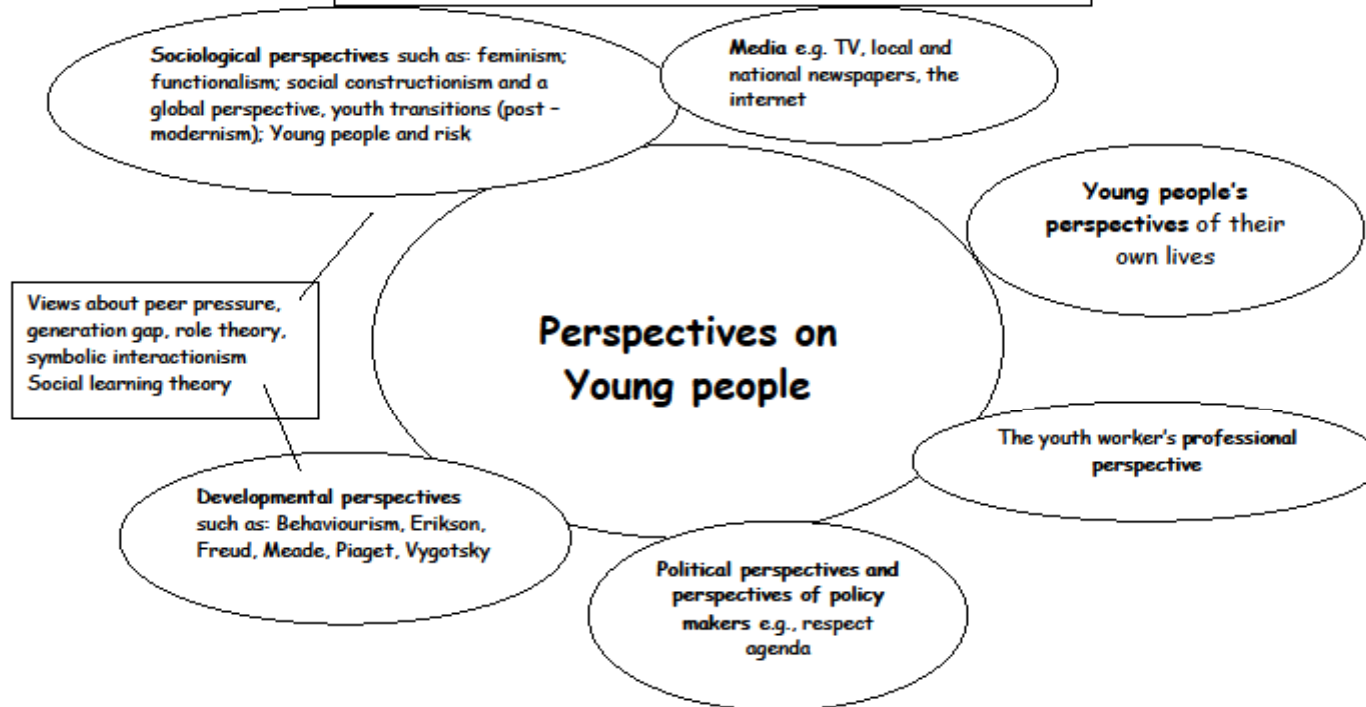 Sociological perspectives such as: feminism;
functionalism; social constructionism and a
global perspective, youth transitions (post –
modernism); Young people and risk
Media e.g. TV, local and
national newspapers, the
internet
Young people's
perspectives of their
own lives
Views about peer pressure,
generation gap, role theory,
symbolic interactionism
Social learning theory
Perspectives on
Young people
The youth worker's professional
perspective
Developmental perspectives
such as: Behaviourism, Erikson,
Freud, Meade, Piaget, Vygotsky
Political perspectives and
perspectives of policy
makers e.g., respect
agenda